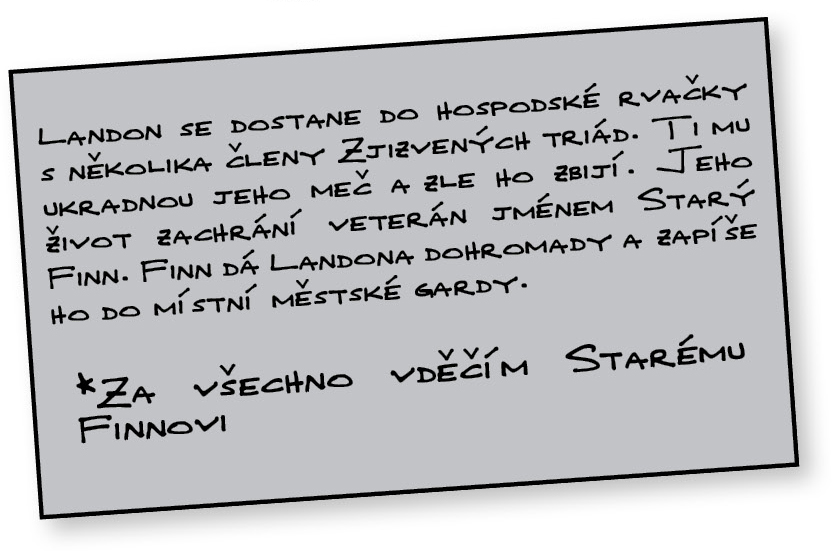 Landon se dostane do hospodské rvačky
s několika členy Zjizvených triád. Ti mu
ukradnou jeho meč a zle ho zbijí. Jeho
život zachrání veterán jménem Starý
Finn. Finn dá Landona dohromady a zapíše
ho do místní městské gardy.
*Za všechno vděčím Starému
Finnovi